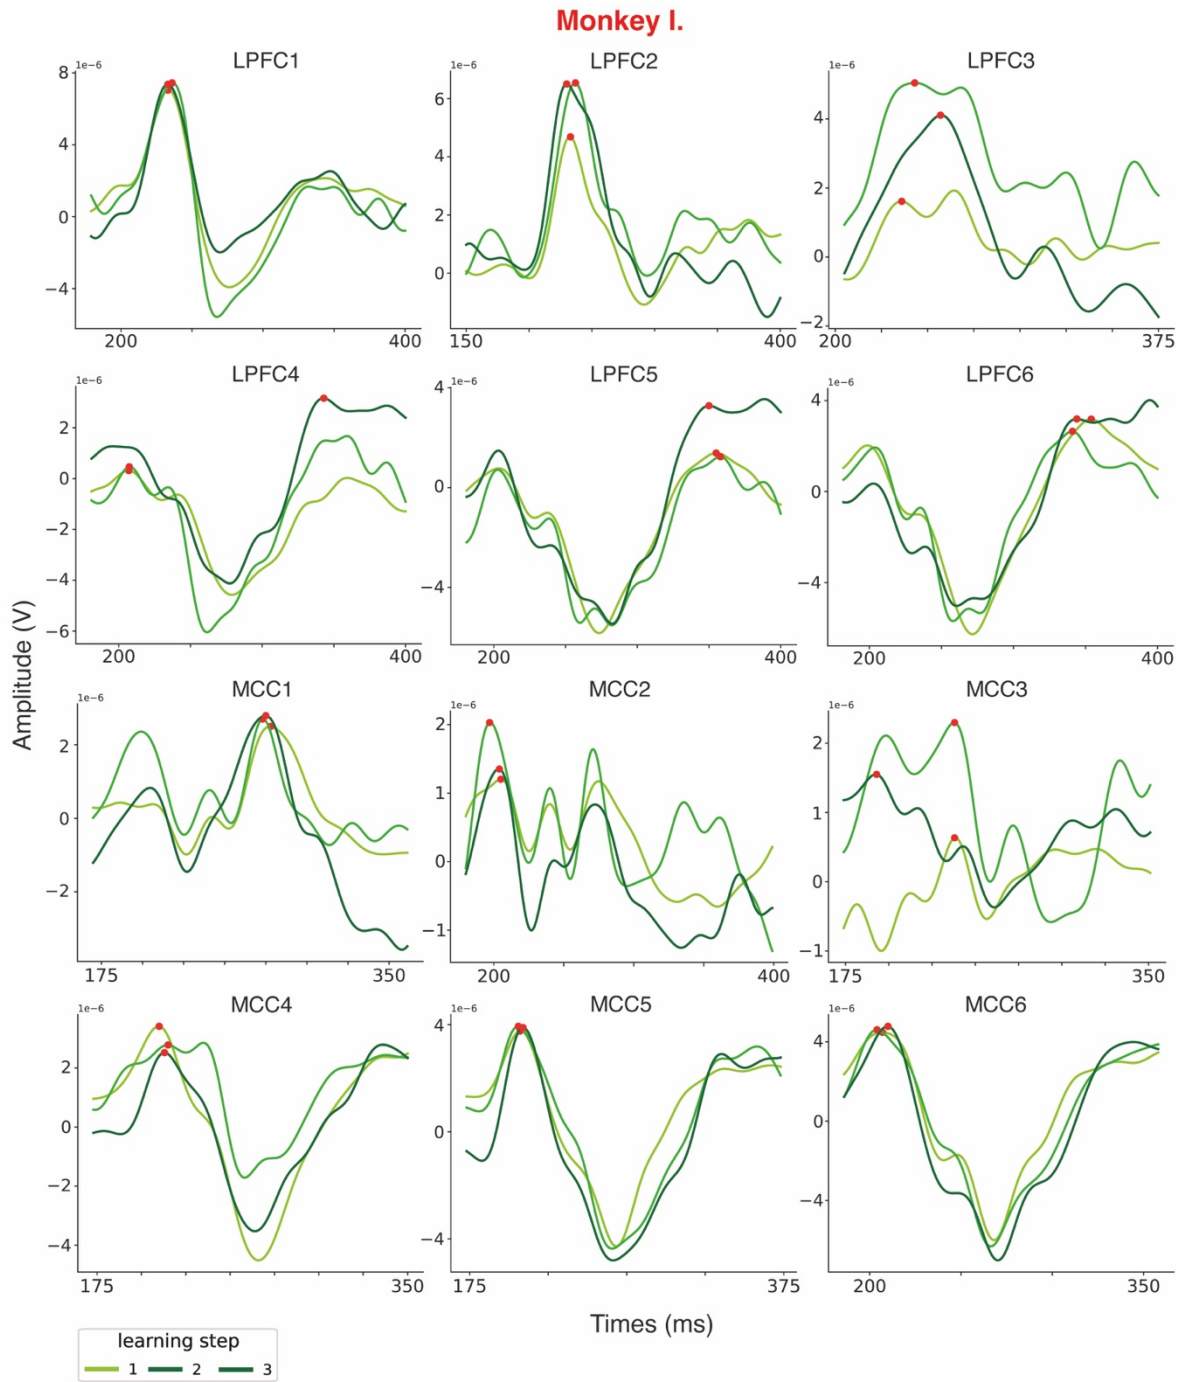 Monkey I.
LPFC1 LPFC2 LPFC3
1e−6 1e−6 1e−6
8 4 0 −4
200 400
6 4 2 0
150 400
4 2 0 −2
200 375
LPFC4 LPFC5 LPFC6
1e−6 1e−6 1e−6
2 0 −2 −4 −6
200 400
4 0 −4
200 400
4 0 −4
200 400
Amplitude (V)
MCC1 MCC2 MCC3
1e−6 1e−6 1e−6
2 0 −2
175 350
2 1 0 −1
200 400
2 1 0 −1
175 350
MCC4 MCC5 MCC6
1e−6 1e−6 1e−6
2 0 −2 −4
175 350
4 0 −4
175 375
4 0 −4
200 350
Times (ms)
learning step
1 2 3